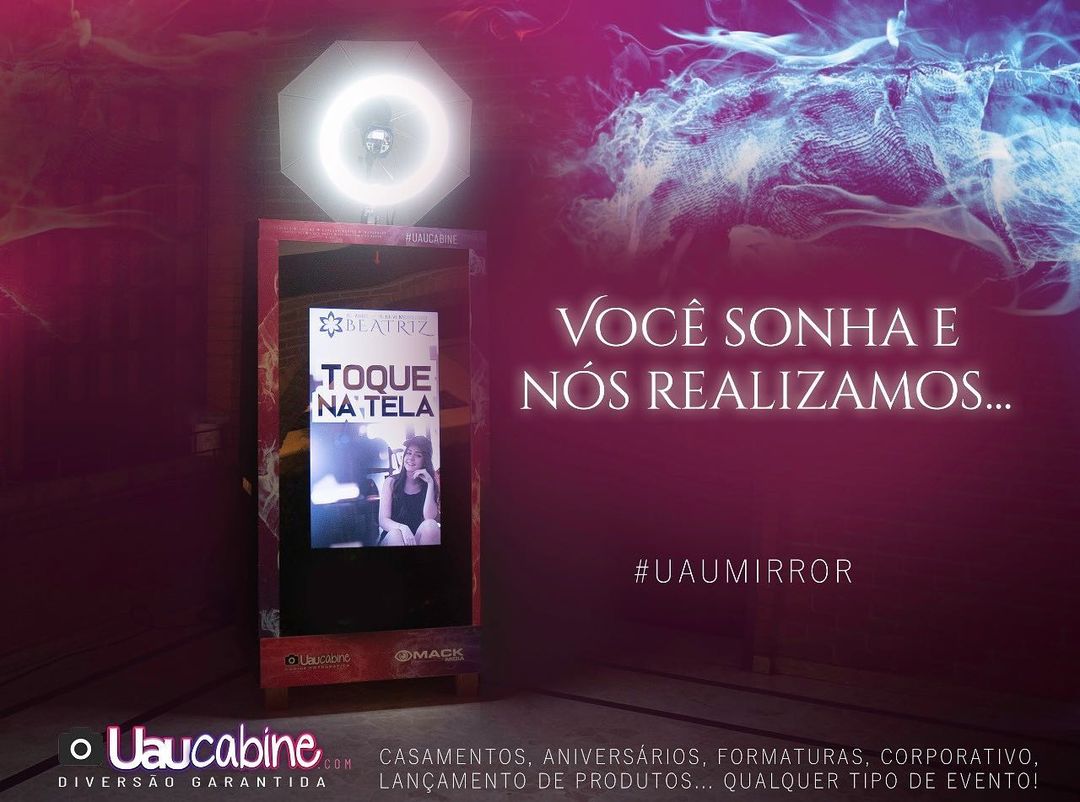 #UAUCABINE
BEATRIZ
TOQUE
NA TELA
VOCÊ SONHA E
NÓS REALIZAMOS...
#UAUMIRROR
Uaucabine
MACK
MEDIA
Uaucabine.COM
DIVERSÃO GARANTIDA
CASAMENTOS, ANIVERSÁRIOS, FORMATURAS, CORPORATIVO,
LANÇAMENTO DE PRODUTOS... QUALQUER TIPO DE EVENTO!